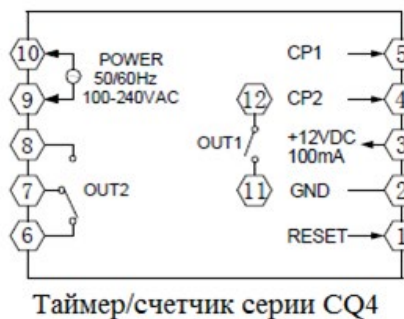 10 POWER CP1 5
50/60Hz
9 100-240VAC 12 CP2 4
8 OUT1 +12VDC 3
100mA
7 OUT2 11 GND 2
6 RESET 1
Таймер/счетчик серии CQ4